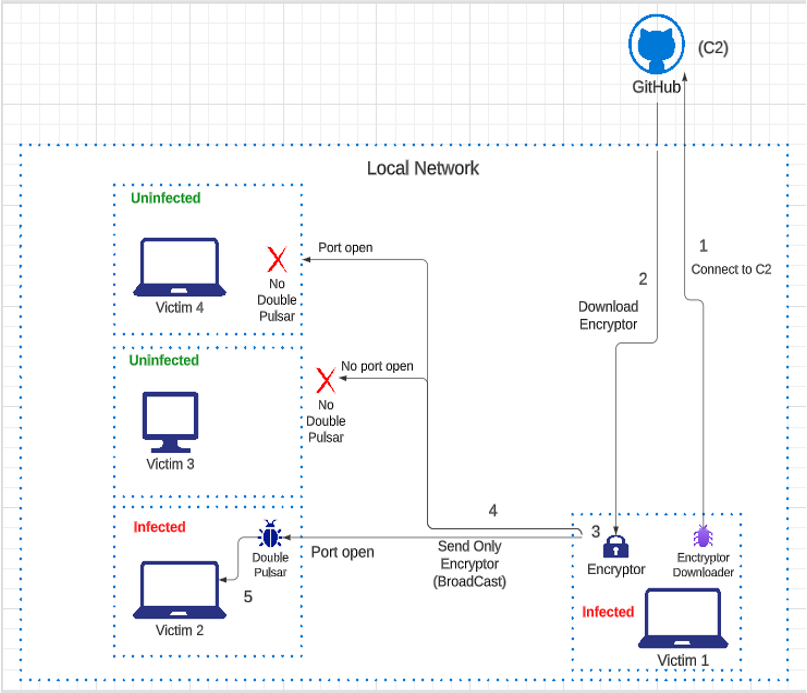 (C2)
GitHub
Local Network
Uninfected
Port open
No
Double
Pulsar
Victim 4
1
Connect to C2
2
Download
Encryptor
Uninfected
No port open
No
Double
Pulsar
Victim 3
4
Infected
Double
Pulsar
Port open
Send Only
Encryptor
(BroadCast)
3
Encryptor
Enctryptor
Downloader
5
Victim 2
Infected
Victim 1